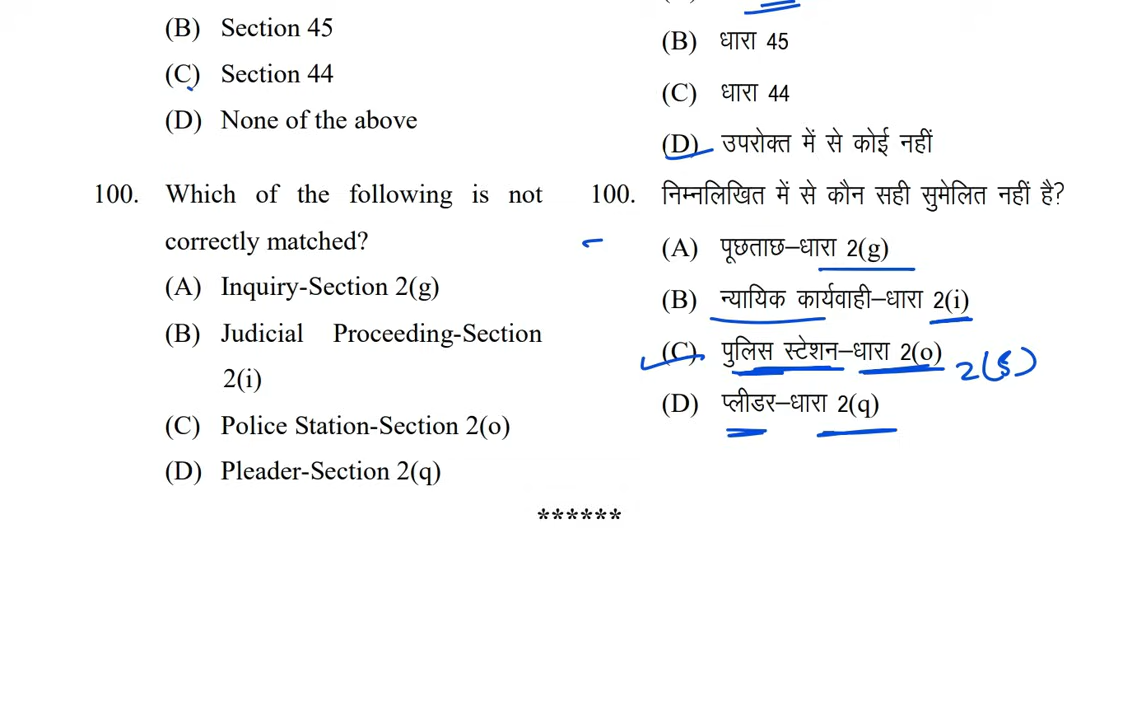 (B) Section 45
(C) Section 44
(D) None of the above
100. Which of the following is not
correctly matched?
(A) Inquiry-Section 2(g)
(B) Judicial Proceeding-Section
2(i)
(C) Police Station-Section 2(o)
(D) Pleader-Section 2(q)
(B) धारा 45
(C) धारा 44
(D) उपरोक्त में से कोई नहीं
100. निम्नलिखित में से कौन सही सुमेलित नहीं है?
(A) पूछताछ–धारा 2(g)
(B) न्यायिक कार्यवाही–धारा 2(i)
(C) पुलिस स्टेशन–धारा 2(o) 2(s)
(D) प्लीडर–धारा 2(q)
******